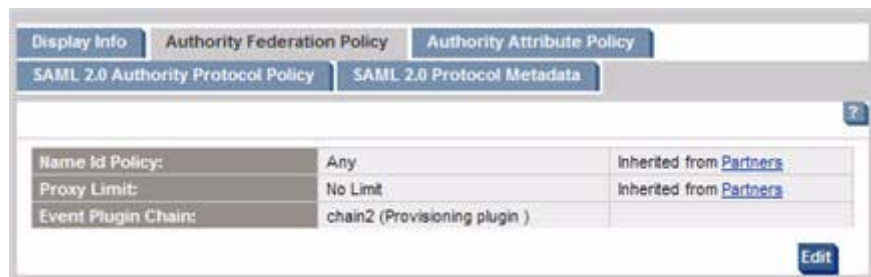 Display Info Authority Federation Policy Authority Attribute Policy
SAML 2.0 Authority Protocol Policy SAML 2.0 Protocol Metadata
?
Name Id Policy: Any Inherited from Partners
Proxy Limit: No Limit Inherited from Partners
Event Plugin Chain: chain2 (Provisioning plugin )
Edit